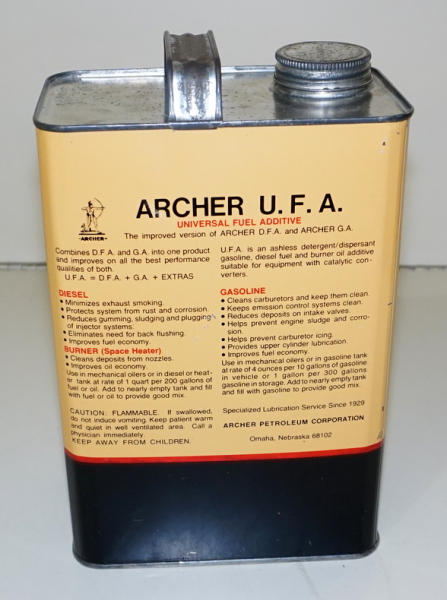 ARCHER U.F.A.
UNIVERSAL FUEL ADDITIVE
The improved version of ARCHER D.F.A. and ARCHER G.A.
ARCHER
Combines D.F.A. and G.A. into one product
and improves on all the best performance
qualities of both.
U.F.A. = D.F.A. + G.A. + EXTRAS
DIESEL
• Minimizes exhaust smoking.
• Protects system from rust and corrosion.
• Reduces gumming, sludging and plugging
of injector systems.
• Eliminates need for back flushing.
• Improves fuel economy.
BURNER (Space Heater)
• Cleans deposits from nozzles.
• Improves oil economy.
Use in mechanical oilers or in diesel or heat-
er tank at rate of 1 quart per 200 gallons of
fuel or oil. Add to nearly empty tank and fill
with fuel or oil to provide good mix.
CAUTION: FLAMMABLE. If swallowed,
do not induce vomiting. Keep patient warm
and quiet in well ventilated area. Call a
physician immediately.
KEEP AWAY FROM CHILDREN.
U.F.A. is an ashless detergent/dispersant
gasoline, diesel fuel and burner oil additive
suitable for equipment with catalytic con-
verters.
GASOLINE
• Cleans carburetors and keep them clean.
• Keeps emission control systems clean.
• Reduces deposits on intake valves.
• Helps prevent engine sludge and corro-
sion.
• Helps prevent carburetor icing.
• Provides upper cylinder lubrication.
• Improves fuel economy.
Use in mechanical oilers or in gasoline tank
at rate of 4 ounces per 10 gallons of gasoline
in vehicle or 1 gallon per 300 gallons
gasoline in storage. Add to nearly empty tank
and fill with gasoline to provide good mix.
Specialized Lubrication Service Since 1929
ARCHER PETROLEUM CORPORATION
Omaha, Nebraska 68102